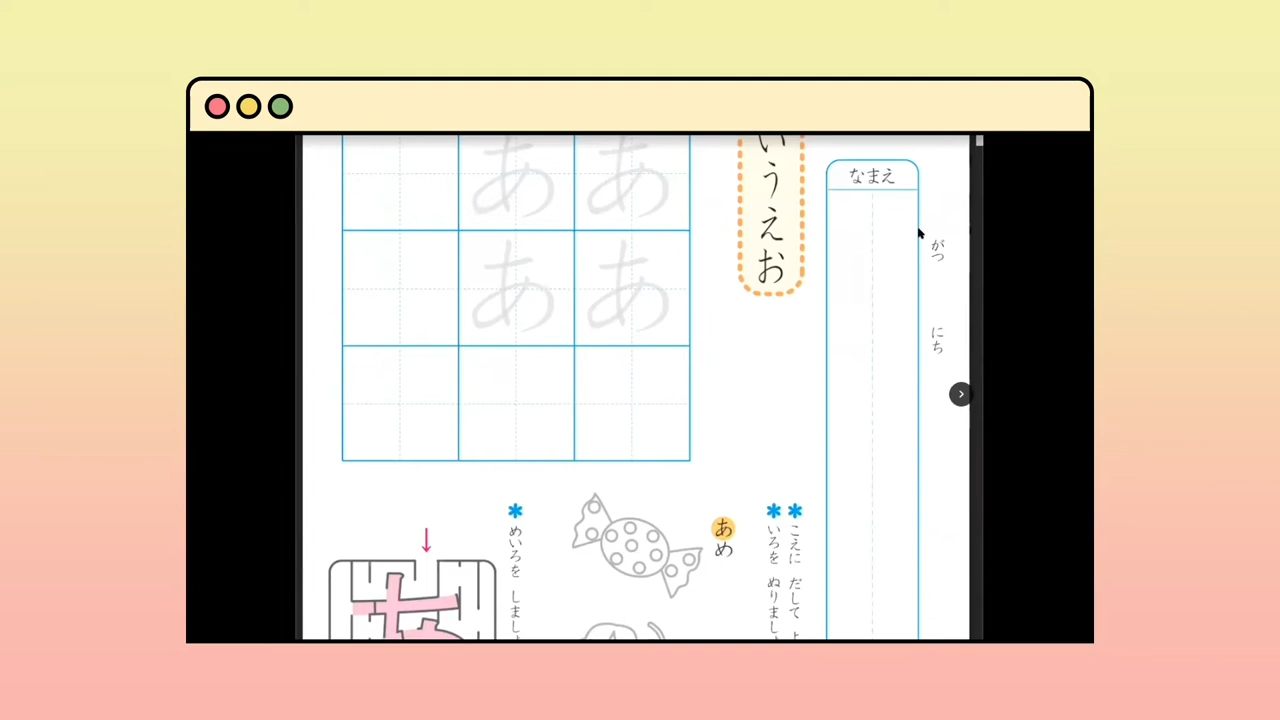 なまえ
がつ　にち
いうえお
あ あ
あ あ
こえに だして
いろを ぬりまし
あめ
めいろを しまし